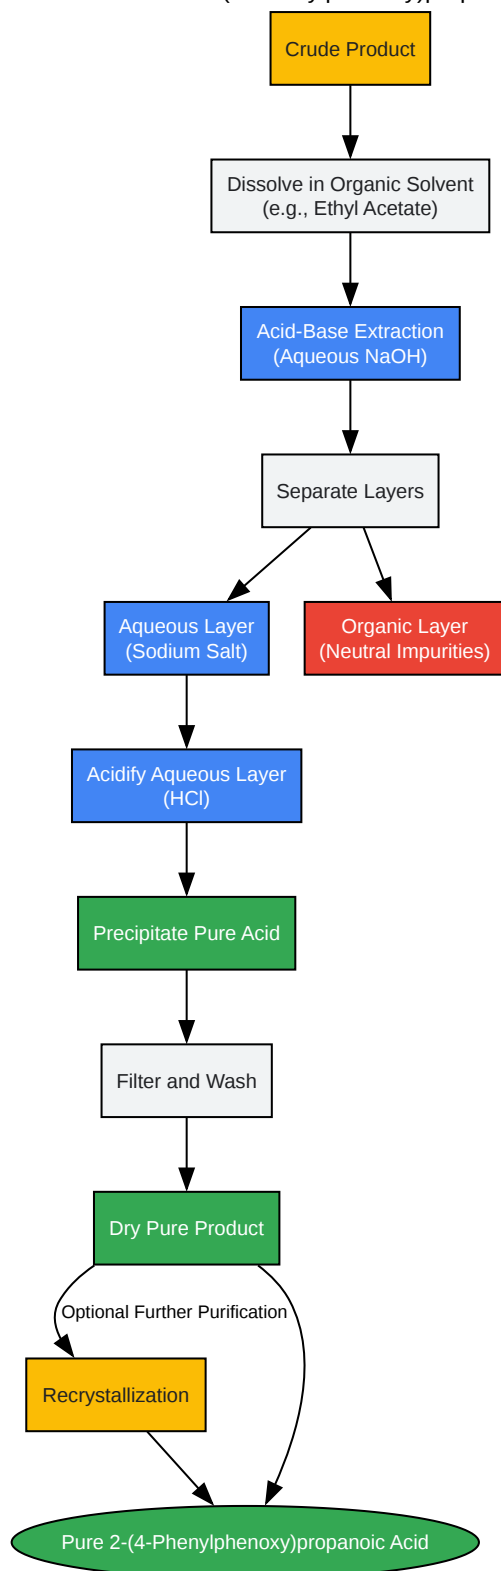 Crude Product
Dissolve in Organic Solvent
(e.g., Ethyl Acetate)
Acid-Base Extraction
(Aqueous NaOH)
Separate Layers
Aqueous Layer
(Sodium Salt)
Organic Layer
(Neutral Impurities)
Acidify Aqueous Layer
(HCl)
Precipitate Pure Acid
Filter and Wash
Dry Pure Product
Optional Further Purification
Recrystallization
Pure 2-(4-Phenylphenoxy)propanoic Acid